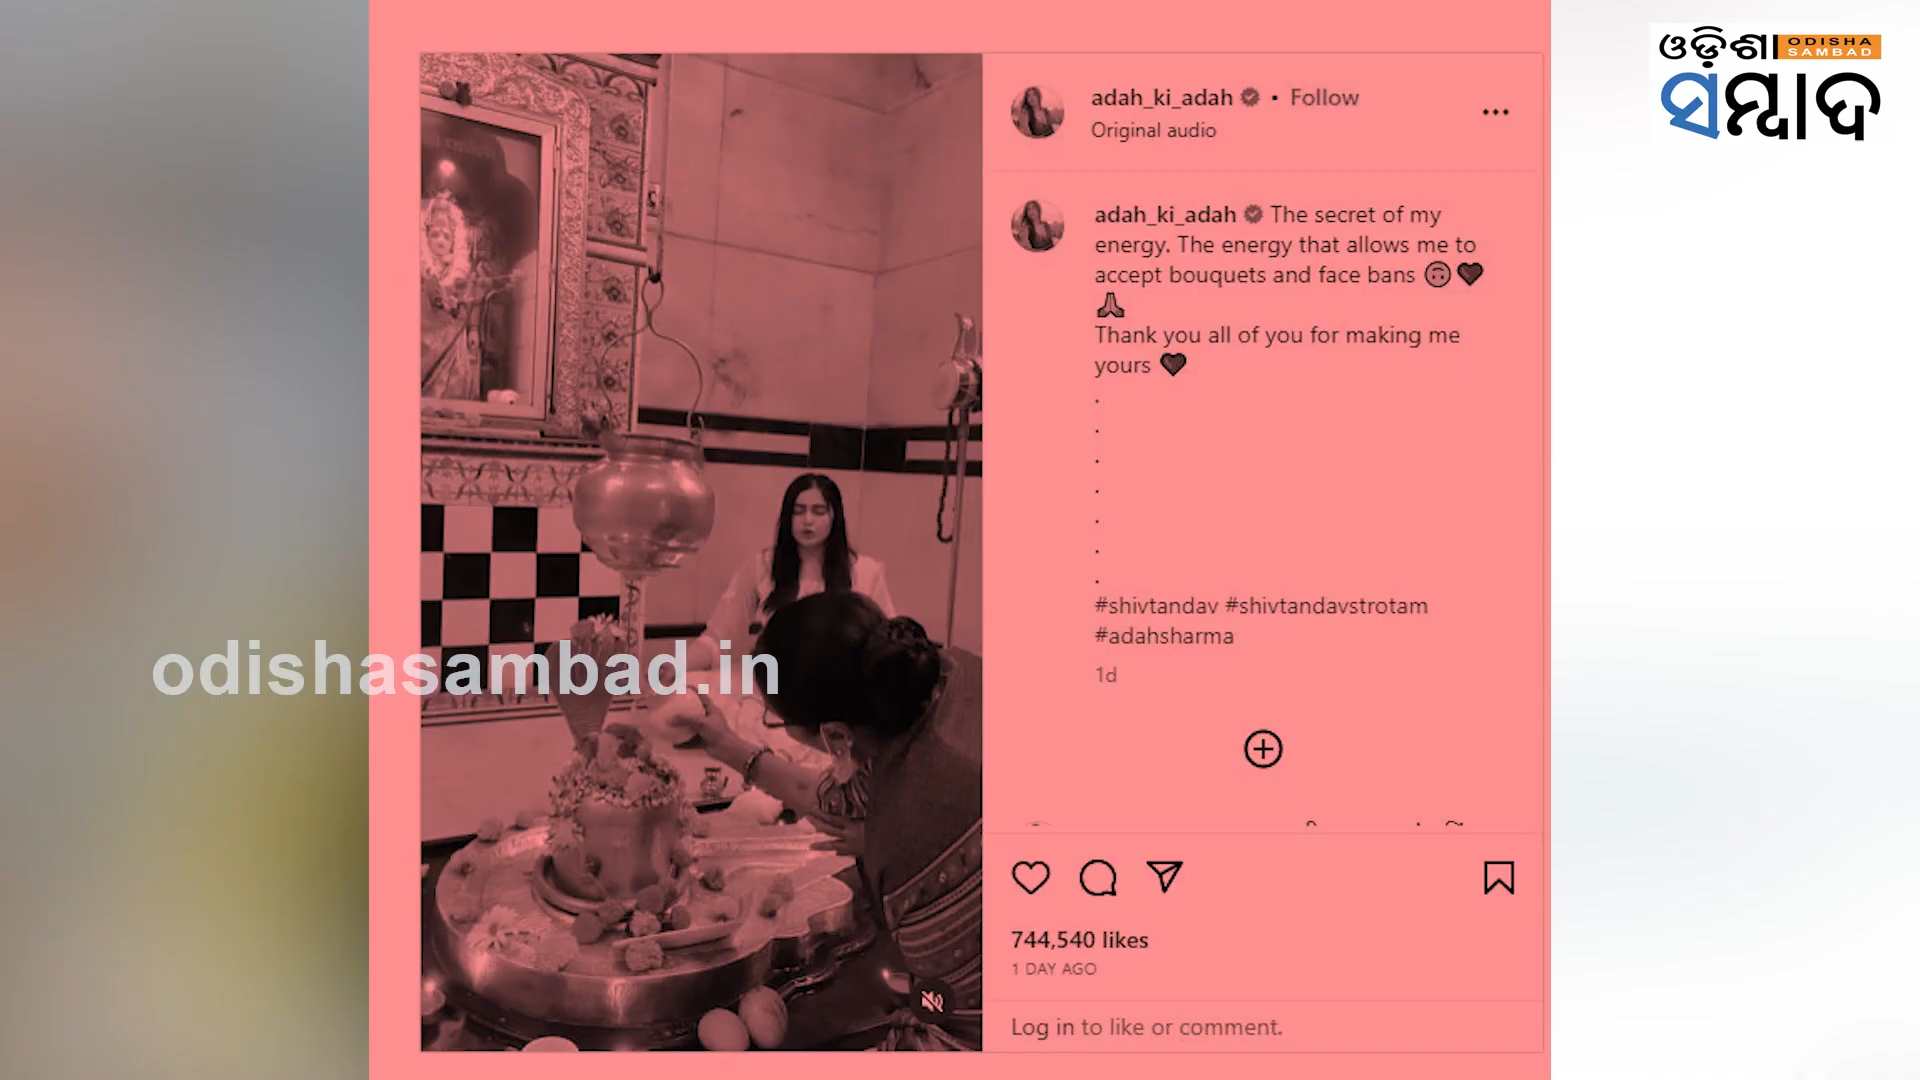 ଓଡ଼ିଶା ODISHA SAMBAD
ସମ୍ବାଦ
adah_ki_adah • Follow
Original audio
adah_ki_adah The secret of my
energy. The energy that allows me to
accept bouquets and face bans 🙃🖤
🙏
Thank you all of you for making me
yours 🖤
.
.
.
.
.
.
.
#shivtandav #shivtandavstrotam
#adahsharma
1d
744,540 likes
1 DAY AGO
Log in to like or comment.
odishasambad.in